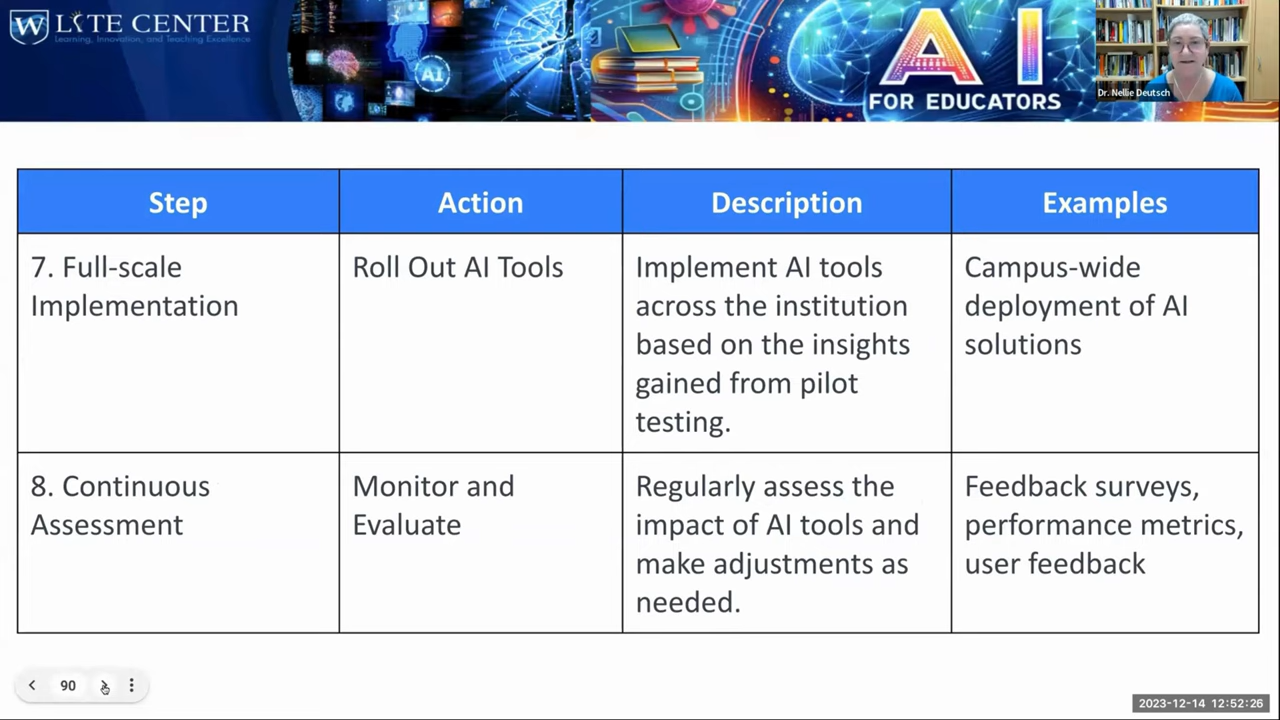 W LITE CENTER
Learning, Innovation, and Teaching Excellence
AI
AI
FOR EDUCATORS
Dr. Nellie Deutsch
Step
Action
Description
Examples
7. Full-scale
Implementation
Roll Out AI Tools
Implement AI tools
across the institution
based on the insights
gained from pilot
testing.
Campus-wide
deployment of AI
solutions
8. Continuous
Assessment
Monitor and
Evaluate
Regularly assess the
impact of AI tools and
make adjustments as
needed.
Feedback surveys,
performance metrics,
user feedback
90
2023-12-14 12:52:26